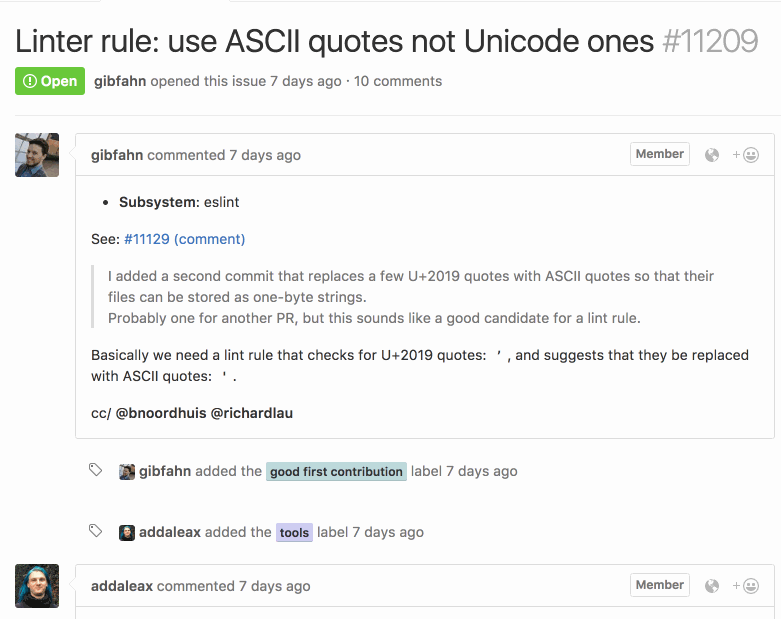 Linter rule: use ASCII quotes not Unicode ones #11209
Open gibfahn opened this issue 7 days ago · 10 comments
gibfahn commented 7 days ago Member
• Subsystem: eslint
See: #11129 (comment)
I added a second commit that replaces a few U+2019 quotes with ASCII quotes so that their
files can be stored as one-byte strings.
Probably one for another PR, but this sounds like a good candidate for a lint rule.
Basically we need a lint rule that checks for U+2019 quotes: ’ , and suggests that they be replaced
with ASCII quotes: ' .
cc/ @bnoordhuis @richardlau
gibfahn added the good first contribution label 7 days ago
addaleax added the tools label 7 days ago
addaleax commented 7 days ago Member